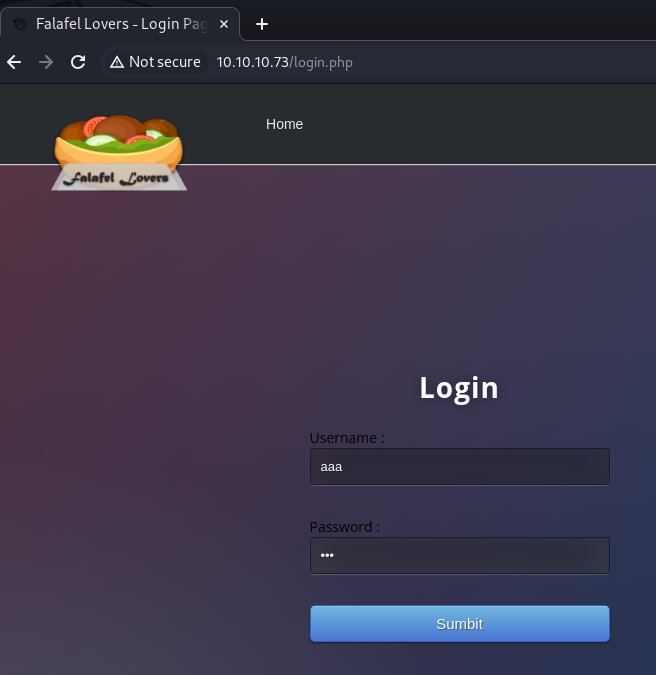 Falafel Lovers - Login Pag
Not secure
10.10.10.73/login.php
Home
Falafel Lovers
Login
Username :
aaa
Password :
•••
Sumbit